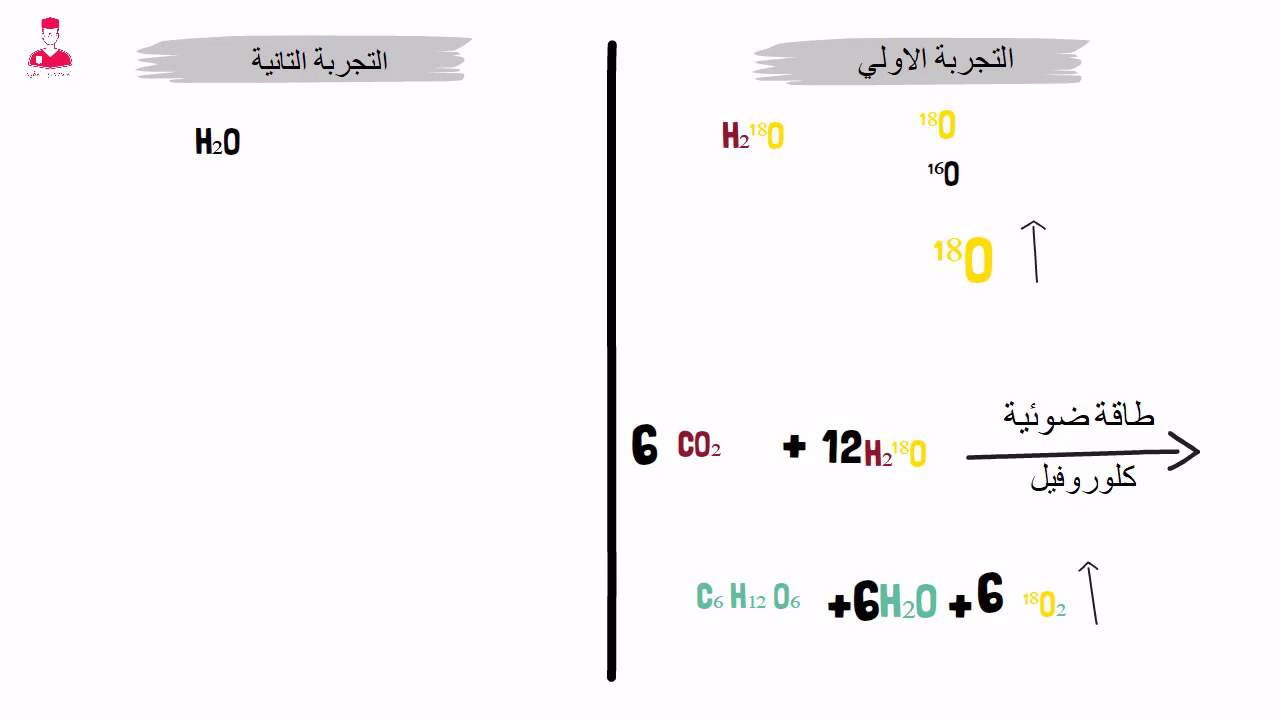 التجربة الاولي
H₂¹⁸O
¹⁸O
¹⁶O
¹⁸O ↑
6 CO₂ + 12H₂¹⁸O
طاقة ضوئية
كلوروفيل
C₆ H₁₂ O₆ +6H₂O +6 ¹⁸O₂ ↑
التجربة التانية
H₂O